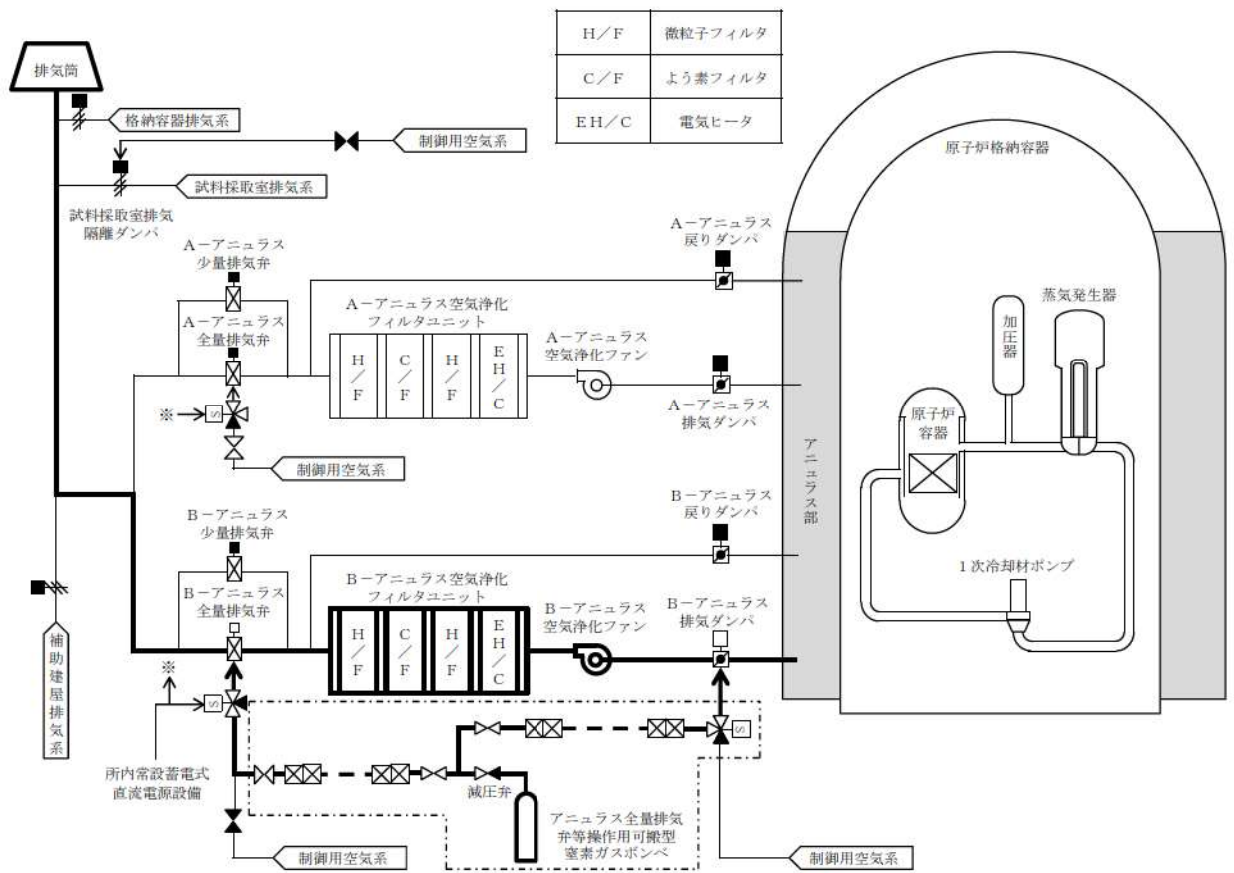 H/F 微粒子フィルタ
C/F よう素フィルタ
EH/C 電気ヒータ
排気筒
格納容器排気系
制御用空気系
試料採取室排気系
試料採取室排気
隔離ダンパ
原子炉格納容器
A-アニュラス
戻りダンパ
A-アニュラス
少量排気弁
A-アニュラス
全量排気弁
A-アニュラス空気浄化
フィルタユニット
H/F
C/F
H/F
EH/C
A-アニュラス
空気浄化ファン
A-アニュラス
排気ダンパ
※
S
制御用空気系
蒸気発生器
加圧器
原子炉
容器
アニュラス部
1次冷却材ポンプ
B-アニュラス
戻りダンパ
B-アニュラス
少量排気弁
B-アニュラス
全量排気弁
B-アニュラス空気浄化
フィルタユニット
H/F
C/F
H/F
EH/C
B-アニュラス
空気浄化ファン
B-アニュラス
排気ダンパ
補助建屋排気系
※
S
S
所内常設蓄電式
直流電源設備
減圧弁
アニュラス全量排気
弁等操作用可搬型
窒素ガスボンベ
制御用空気系
制御用空気系